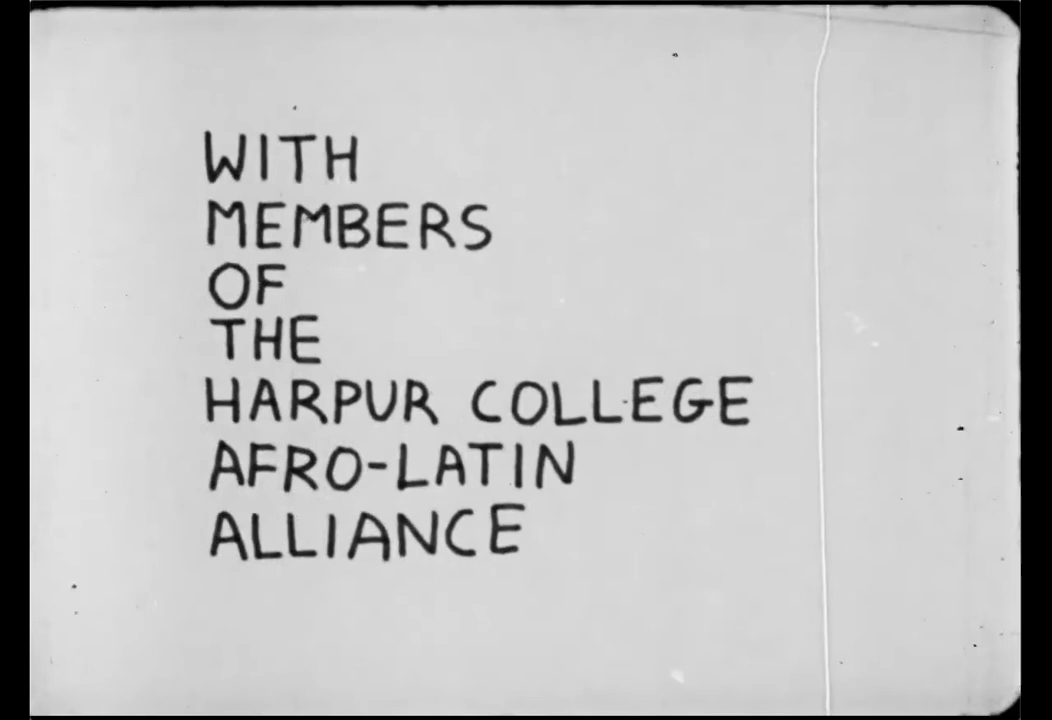 WITH
MEMBERS
OF
THE
HARPUR COLLEGE
AFRO-LATIN
ALLIANCE